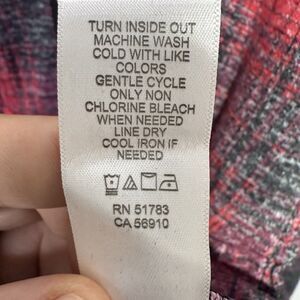 TURN INSIDE OUT
MACHINE WASH
COLD WITH LIKE
COLORS
GENTLE CYCLE
ONLY NON
CHLORINE BLEACH
WHEN NEEDED
LINE DRY
COOL IRON IF
NEEDED
RN 51783
CA 56910